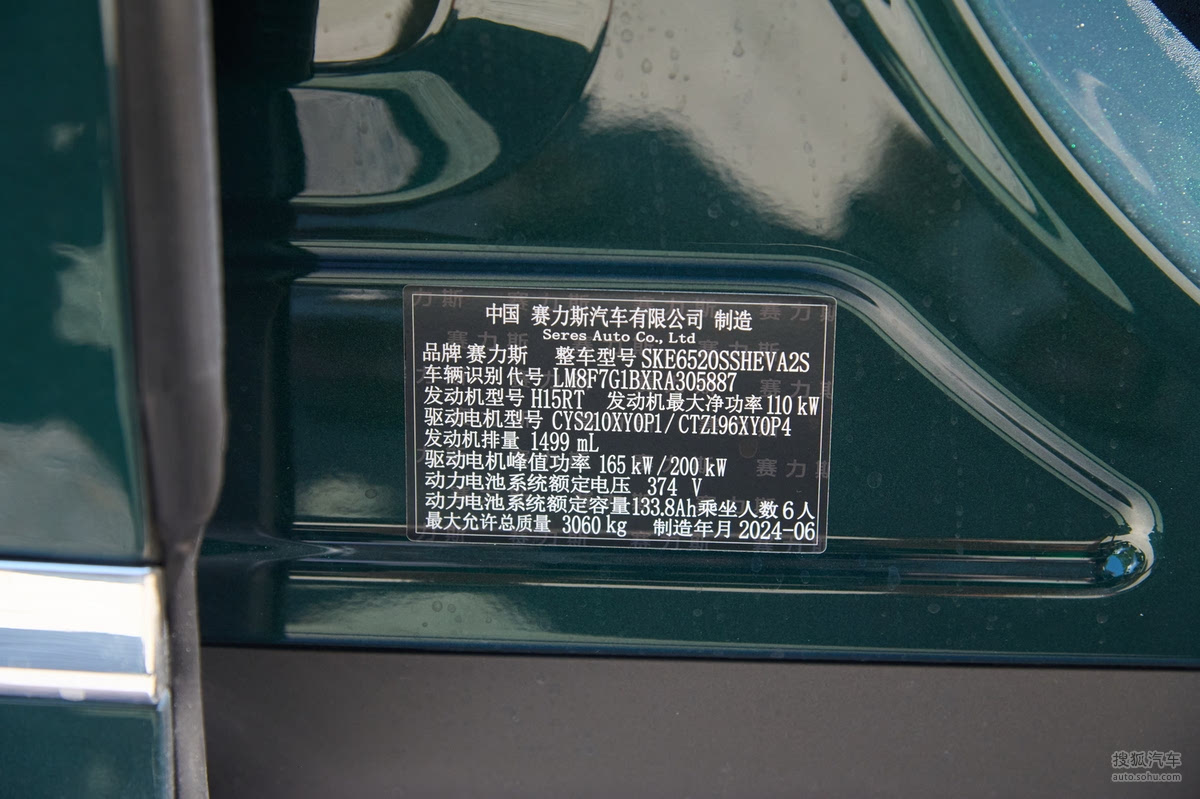 中国 赛力斯汽车有限公司 制造
Seres Auto Co., Ltd
品牌 赛力斯 整车型号 SKE6520SSHEVA2S
车辆识别代号 LM8F7G1BXRA305887
发动机型号 H15RT 发动机最大净功率 110 kW
驱动电机型号 CYS210XY0P1/CTZ196XY0P4
发动机排量 1499 mL
驱动电机峰值功率 165 kW/200 kW
动力电池系统额定电压 374 V
动力电池系统额定容量133.8Ah乘坐人数 6 人
最大允许总质量 3060 kg 制造年月 2024-06
搜狐汽车
auto.sohu.com